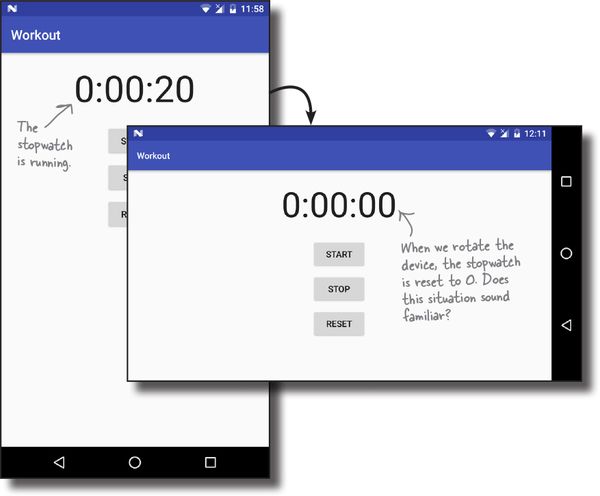 11:58
Workout
0:00:20
The
stopwatch
is running.
S
S
R
12:11
Workout
0:00:00
When we rotate the
device, the stopwatch
is reset to 0. Does
this situation sound
familiar?
START
STOP
RESET